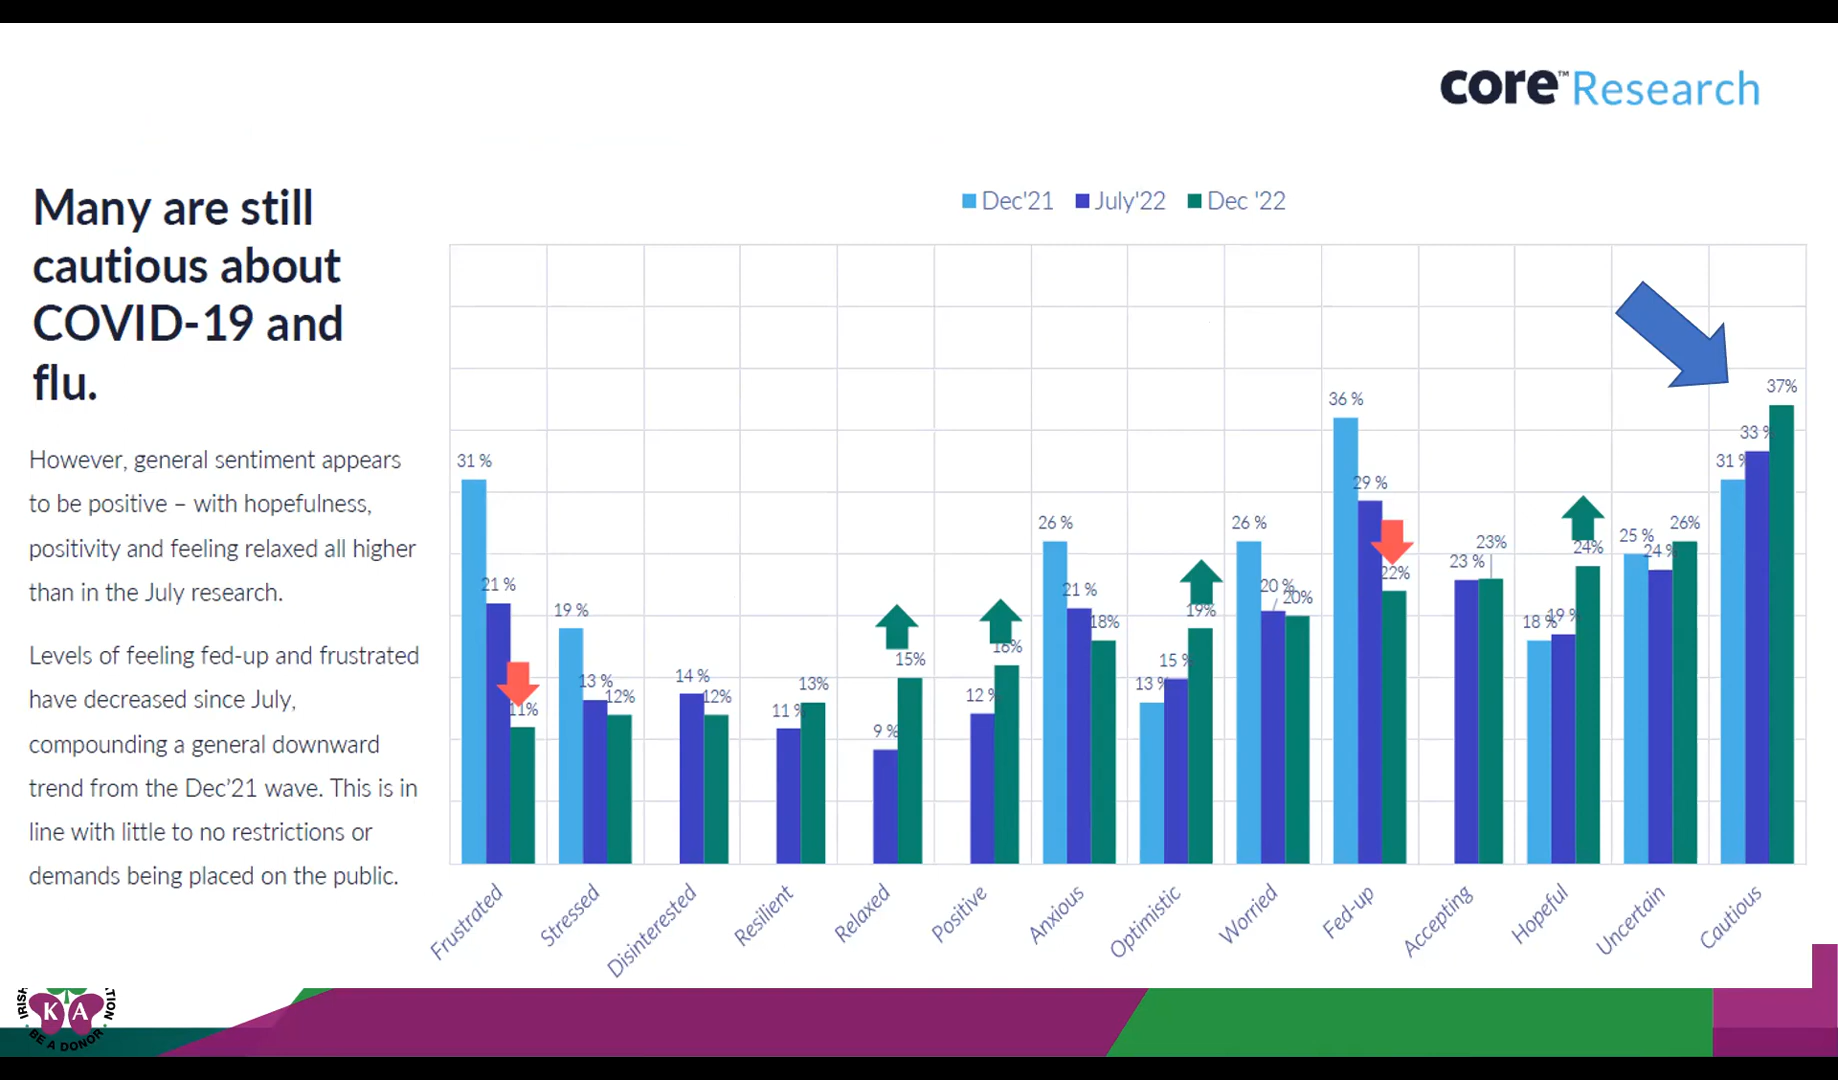 core™ Research
Many are still
cautious about
COVID-19 and
flu.
However, general sentiment appears
to be positive – with hopefulness,
positivity and feeling relaxed all higher
than in the July research.
Levels of feeling fed-up and frustrated
have decreased since July,
compounding a general downward
trend from the Dec’21 wave. This is in
line with little to no restrictions or
demands being placed on the public.
Dec'21 July'22 Dec '22
31 % 21 % 11%
19 % 13 % 12%
14 % 12%
11 % 13%
9 % 15%
12 % 16%
26 % 21 % 18%
13 % 15 % 19%
26 % 20 % 20%
36 % 29 % 22%
23 % 23%
18 % 19 % 24%
25 % 24 % 26%
31 % 33 % 37%
Frustrated
Stressed
Disinterested
Resilient
Relaxed
Positive
Anxious
Optimistic
Worried
Fed-up
Accepting
Hopeful
Uncertain
Cautious
IRISH
K A
TION
BE A DONOR